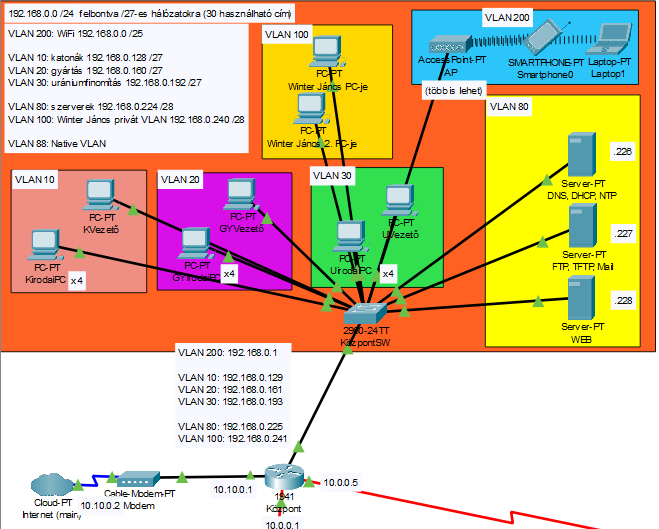 192.168.0.0 /24 felbontva /27-es hálózatokra (30 használható cím)
VLAN 200: WiFi 192.168.0.0 /25
VLAN 10: katonák 192.168.0.128 /27
VLAN 20: gyártás 192.168.0.160 /27
VLAN 30: urániumfinomítás 192.168.0.192 /27
VLAN 80: szerverek 192.168.0.224 /28
VLAN 100: Winter János privát VLAN 192.168.0.240 /28
VLAN 88: Native VLAN
VLAN 100
PC-PT
Winter János PC-je
PC-PT
Winter János 2. PC-je
VLAN 200
AccessPoint-PT
AP
SMARTPHONE-PT
Smartphone0
Laptop-PT
Laptop1
(több is lehet)
VLAN 80
.226
Server-PT
DNS, DHCP, NTP
.227
Server-PT
FTP, TFTP, Mail
.228
Server-PT
WEB
VLAN 10
PC-PT
KVezető
PC-PT
KirodaiPC
x4
VLAN 20
PC-PT
GYVezető
PC-PT
GYirodaiPC
x4
VLAN 30
PC-PT
UVezető
PC-PT
UirodaiPC
x4
2960-24TT
KözpontSW
VLAN 200: 192.168.0.1
VLAN 10: 192.168.0.129
VLAN 20: 192.168.0.161
VLAN 30: 192.168.0.193
VLAN 80: 192.168.0.225
VLAN 100: 192.168.0.241
Cloud-PT
Internet (main)
10.10.0.2
Cable-Modem-PT
Modem
10.10.0.1
1941
Központ
10.0.0.5
10.0.0.1